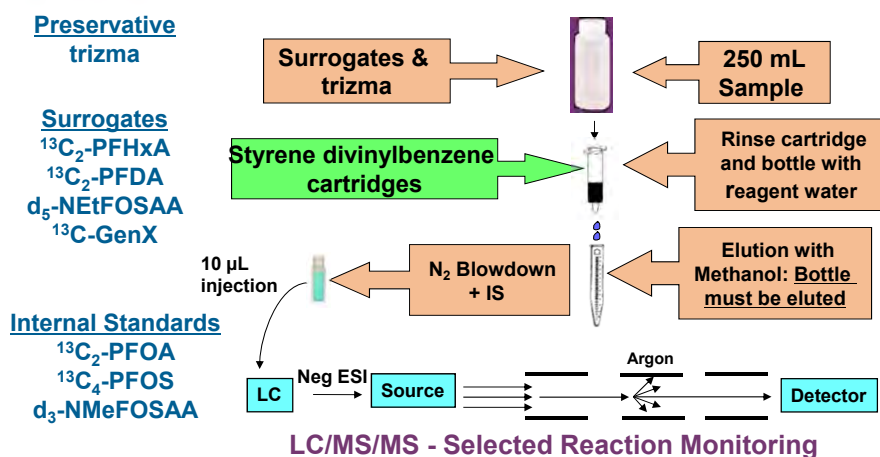 Preservative
trizma
Surrogates
¹³C₂-PFHxA
¹³C₂-PFDA
d₅-NEtFOSAA
¹³C-GenX
Internal Standards
¹³C₂-PFOA
¹³C₄-PFOS
d₃-NMeFOSAA
Surrogates &
trizma
250 mL
Sample
Styrene divinylbenzene
cartridges
Rinse cartridge
and bottle with
reagent water
10 µL
injection
N₂ Blowdown
+ IS
Elution with
Methanol: Bottle
must be eluted
LC
Neg ESI
Source
Argon
Detector
LC/MS/MS - Selected Reaction Monitoring